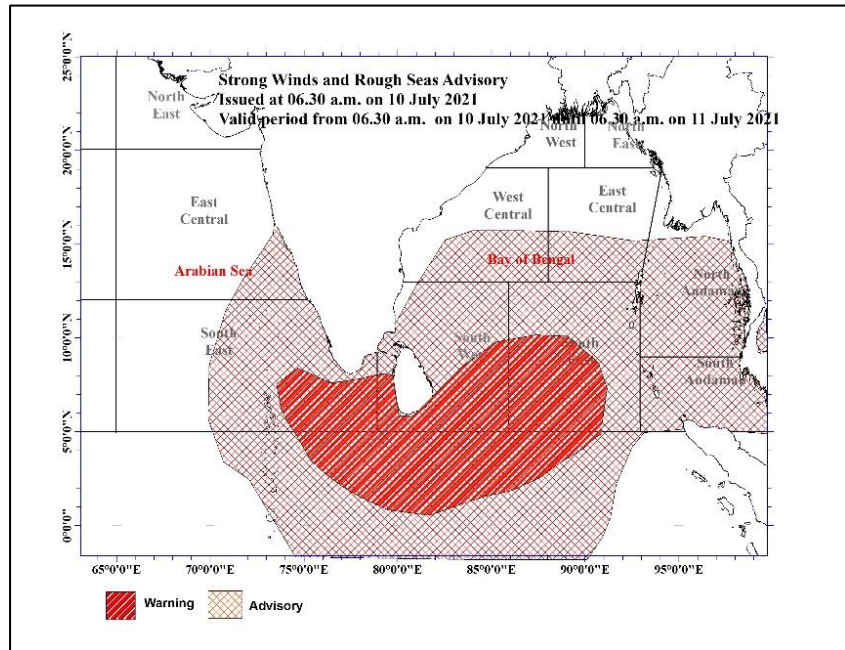 Strong Winds and Rough Seas Advisory
Issued at 06.30 a.m. on 10 July 2021
Valid period from 06.30 a.m. on 10 July 2021 until 06.30 a.m. on 11 July 2021
25°0'0"N
20°0'0"N
15°0'0"N
10°0'0"N
5°0'0"N
0°0'0"
North
East
North
West
North
East
East
Central
West
Central
East
Central
Arabian Sea
Bay of Bengal
North
Andaman
South
East
South
West
South
East
South
Andaman
65°0'0"E
70°0'0"E
75°0'0"E
80°0'0"E
85°0'0"E
90°0'0"E
95°0'0"E
Warning
Advisory